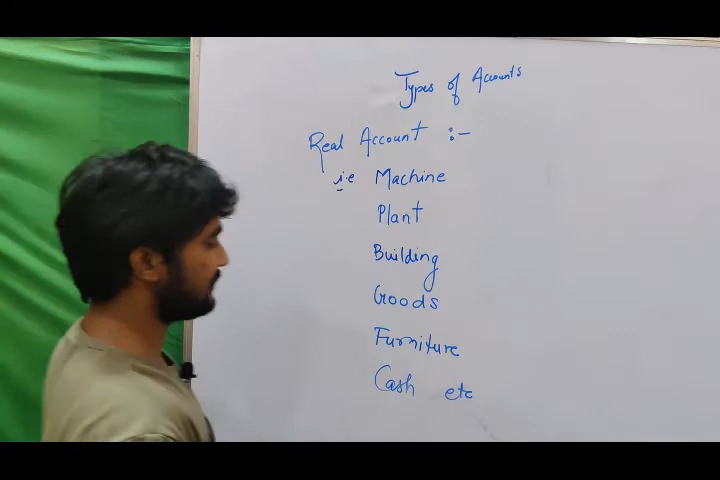 Types of Accounts
Real Account :-
i.e Machine
Plant
Building
Goods
Furniture
Cash etc